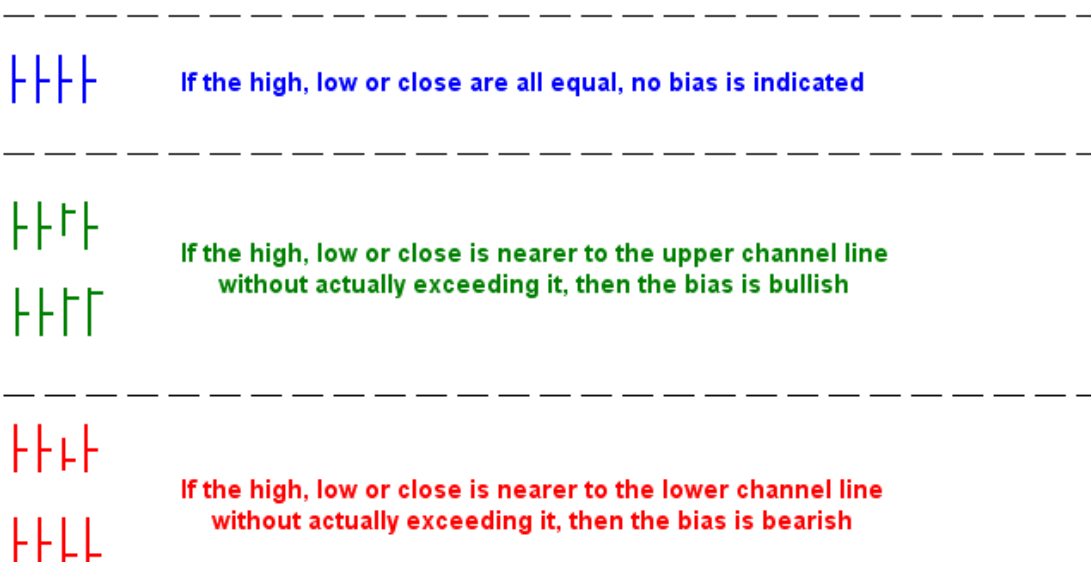 If the high, low or close are all equal, no bias is indicated
If the high, low or close is nearer to the upper channel line
without actually exceeding it, then the bias is bullish
If the high, low or close is nearer to the lower channel line
without actually exceeding it, then the bias is bearish